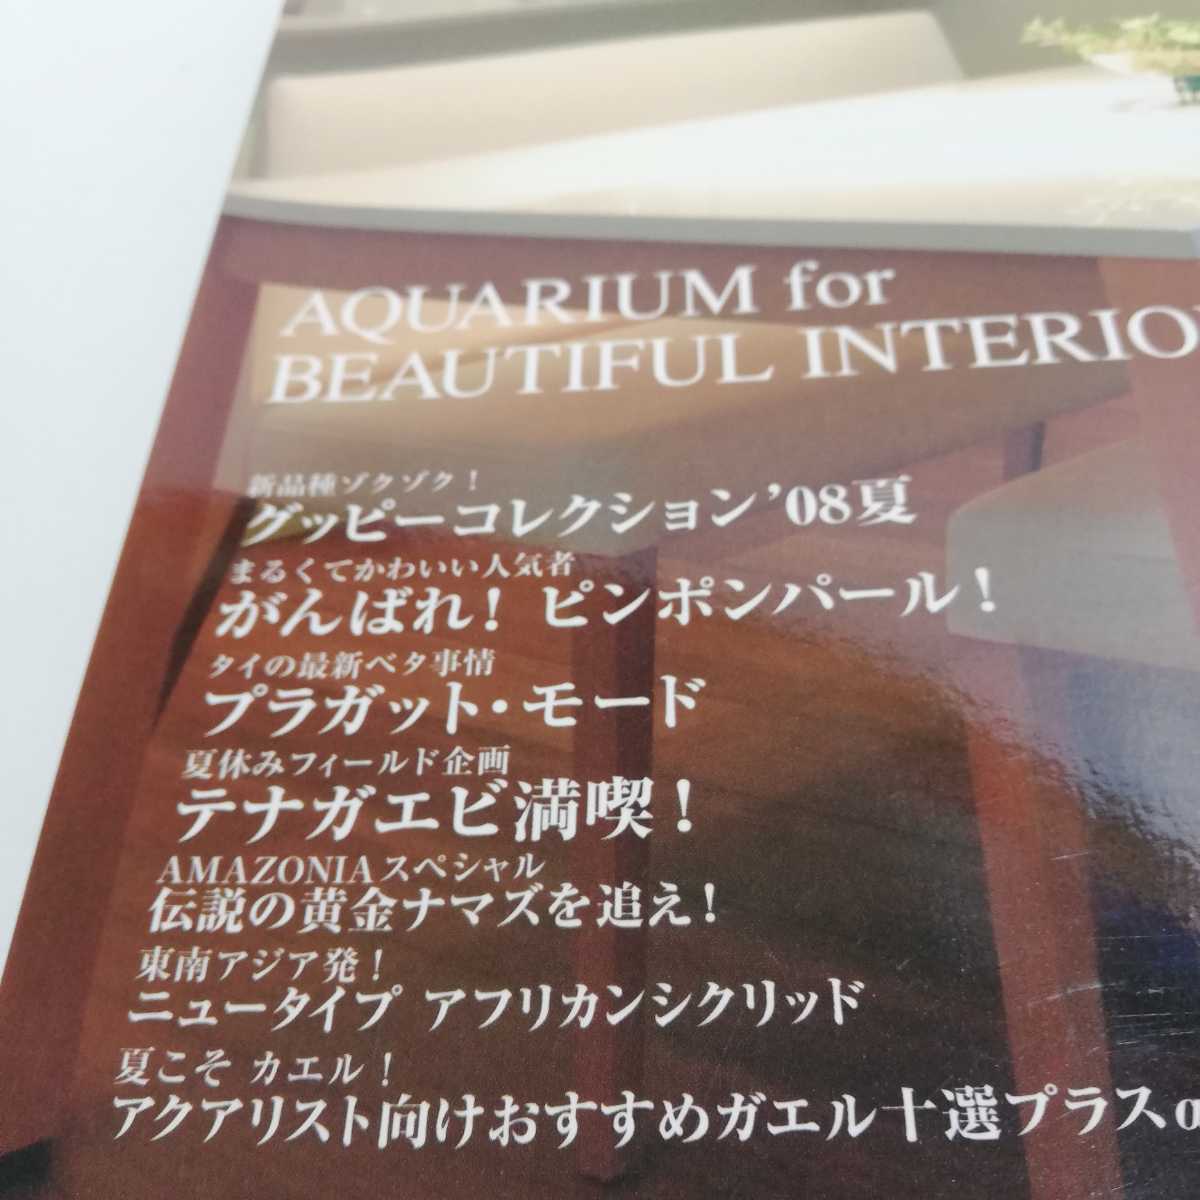 AQUARIUM for
BEAUTIFUL INTERIO
新品種ゾクゾク！
グッピーコレクション’08夏
まるくてかわいい人気者
がんばれ！ ピンポンパール！
タイの最新ベタ事情
プラガット・モード
夏休みフィールド企画
テナガエビ満喫！
AMAZONIAスペシャル
伝説の黄金ナマズを追え！
東南アジア発！
ニュータイプ アフリカンシクリッド
夏こそ カエル！
アクアリスト向けおすすめガエル十選プラス